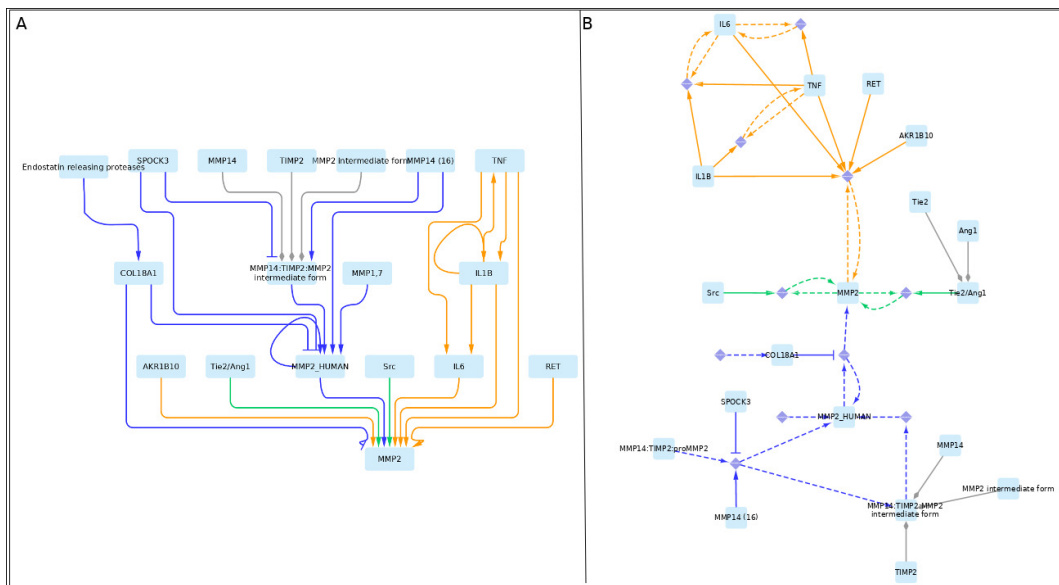 A
SPOCK3
MMP14
TIMP2
MMP2 Intermediate form
MMP14 (16)
TNF
Endostatin releasing proteases
COL18A1
MMP14:TIMP2:MMP2
intermediate form
MMP1,7
IL1B
AKR1B10
Tie2/Ang1
MMP2_HUMAN
Src
IL6
RET
MMP2
B
IL6
TNF
RET
AKR1B10
IL1B
Tie2
Ang1
Src
MMP2
Tie2/Ang1
COL18A1
SPOCK3
MMP2_HUMAN
MMP14:TIMP2:proMMP2
MMP14
MMP2 intermediate form
MMP14:TIMP2:MMP2
intermediate form
MMP14 (16)
TIMP2